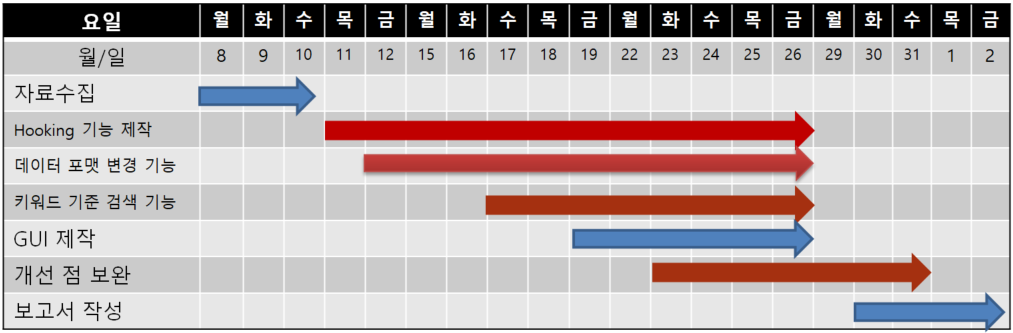 요일 월 화 수 목 금 월 화 수 목 금 월 화 수 목 금 월 화 수 목 금
월/일 8 9 10 11 12 15 16 17 18 19 22 23 24 25 26 29 30 31 1 2
자료수집
Hooking 기능 제작
데이터 포맷 변경 기능
키워드 기준 검색 기능
GUI 제작
개선 점 보완
보고서 작성